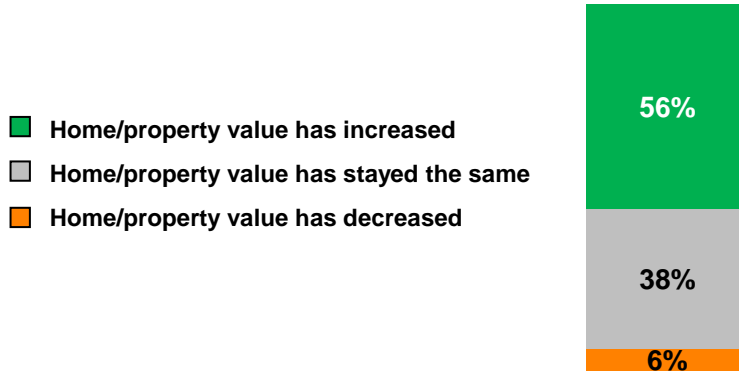 56%
Home/property value has increased
Home/property value has stayed the same
Home/property value has decreased
38%
6%